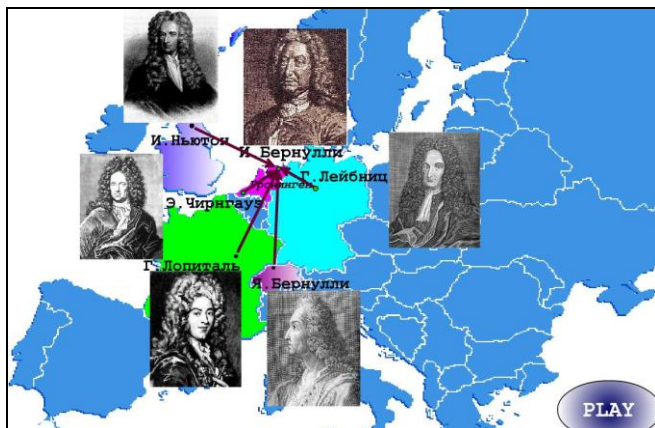 И.Ньютон
И.Бернулли
Г.Лейбниц
Гронинген
Э.Чирнгауз
Г.Лопиталь
Я.Бернулли
PLAY